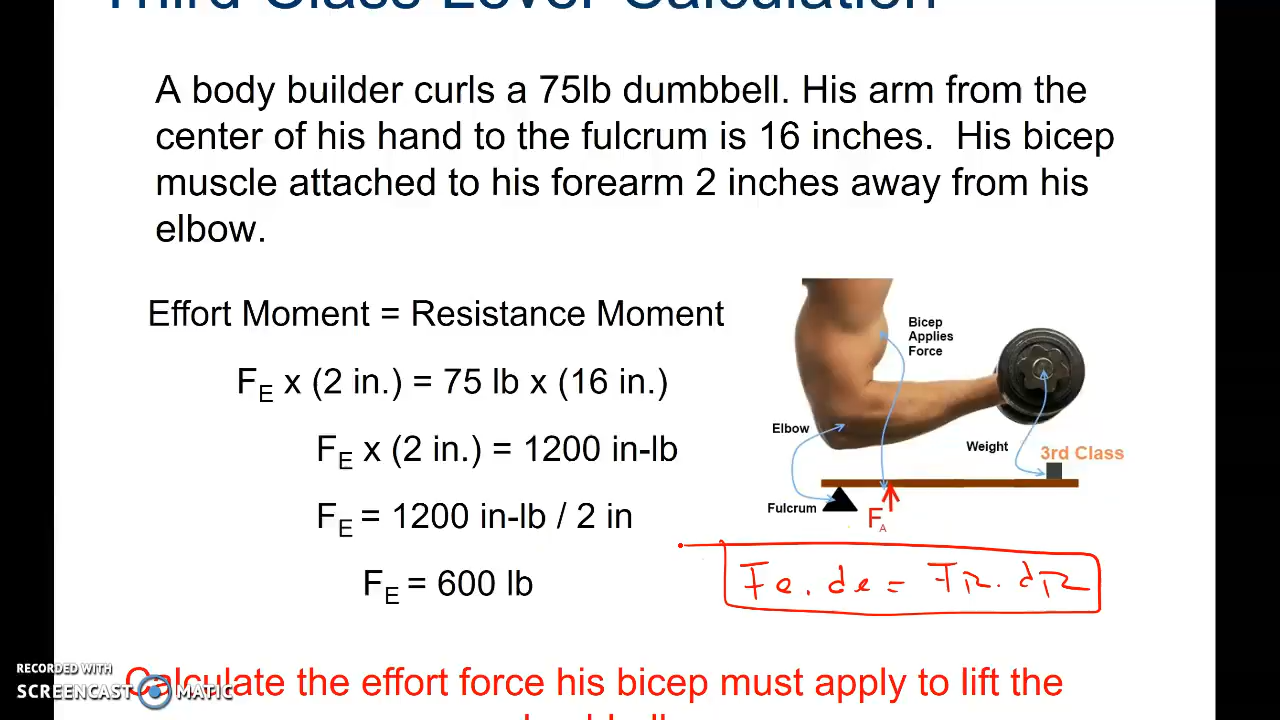 Third Class Lever Calculation
A body builder curls a 75lb dumbbell. His arm from the
center of his hand to the fulcrum is 16 inches.  His bicep
muscle attached to his forearm 2 inches away from his
elbow.
Effort Moment = Resistance Moment
FE x (2 in.) = 75 lb x (16 in.)
FE x (2 in.) = 1200 in-lb
FE = 1200 in-lb / 2 in
FE = 600 lb
Bicep
Applies
Force
Elbow
Weight
3rd Class
Fulcrum
FA
Fe. de = FR. dR
Calculate the effort force his bicep must apply to lift the
RECORDED WITH
SCREENCAST MATIC